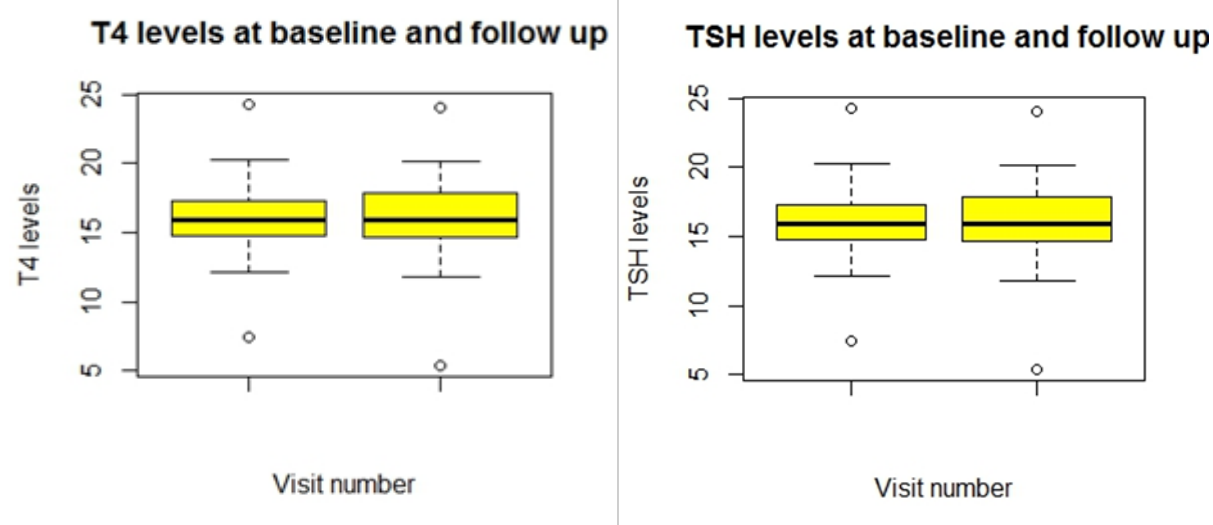 T4 levels at baseline and follow up
T4 levels
25
20
15
10
5
Visit number
TSH levels at baseline and follow up
TSH levels
25
20
15
10
5
Visit number